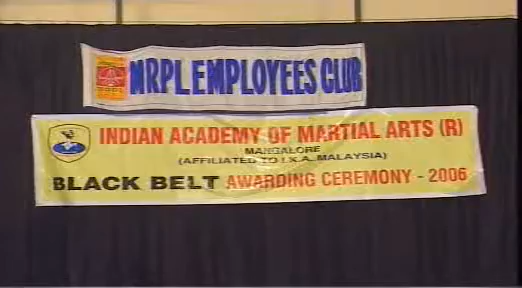 MRPL EMPLOYEES CLUB
INDIAN ACADEMY OF MARTIAL ARTS (R)
MANGALORE
(AFFILIATED TO I.K.A. MALAYSIA)
BLACK BELT AWARDING CEREMONY - 2006